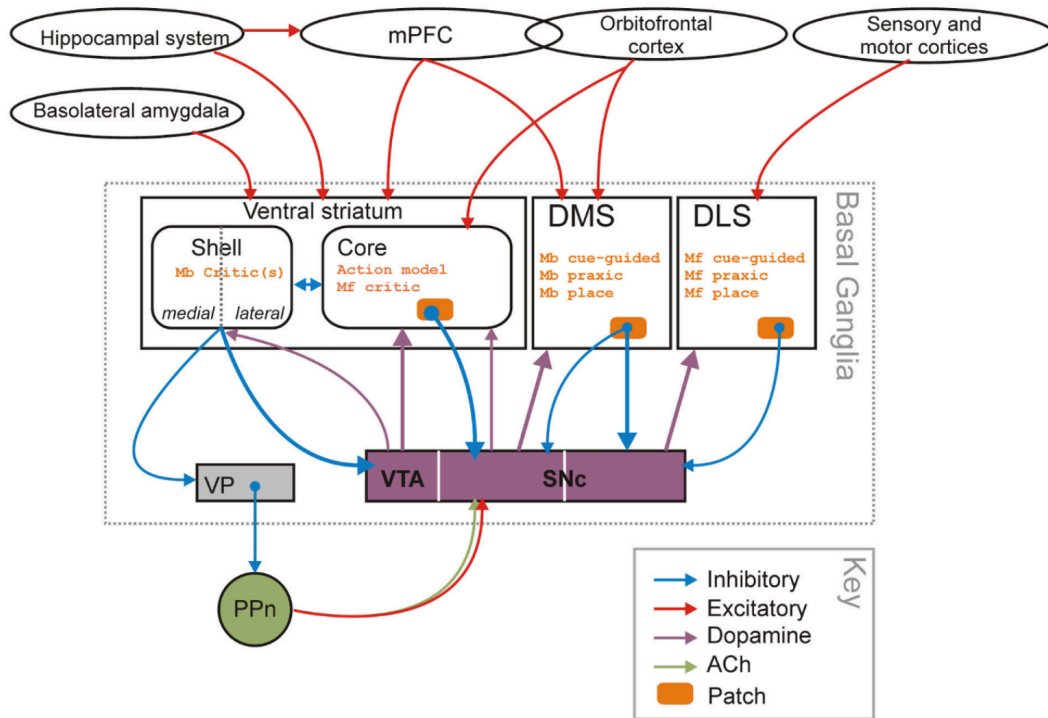 Hippocampal system
mPFC
Orbitofrontal
cortex
Sensory and
motor cortices
Basolateral amygdala
Basal Ganglia
Ventral striatum
Shell
Mb Critic(s)
medial
lateral
Core
Action model
Mf critic
DMS
Mb cue-guided
Mb praxic
Mb place
DLS
Mf cue-guided
Mf praxic
Mf place
VTA
SNc
VP
PPn
Key
Inhibitory
Excitatory
Dopamine
ACh
Patch